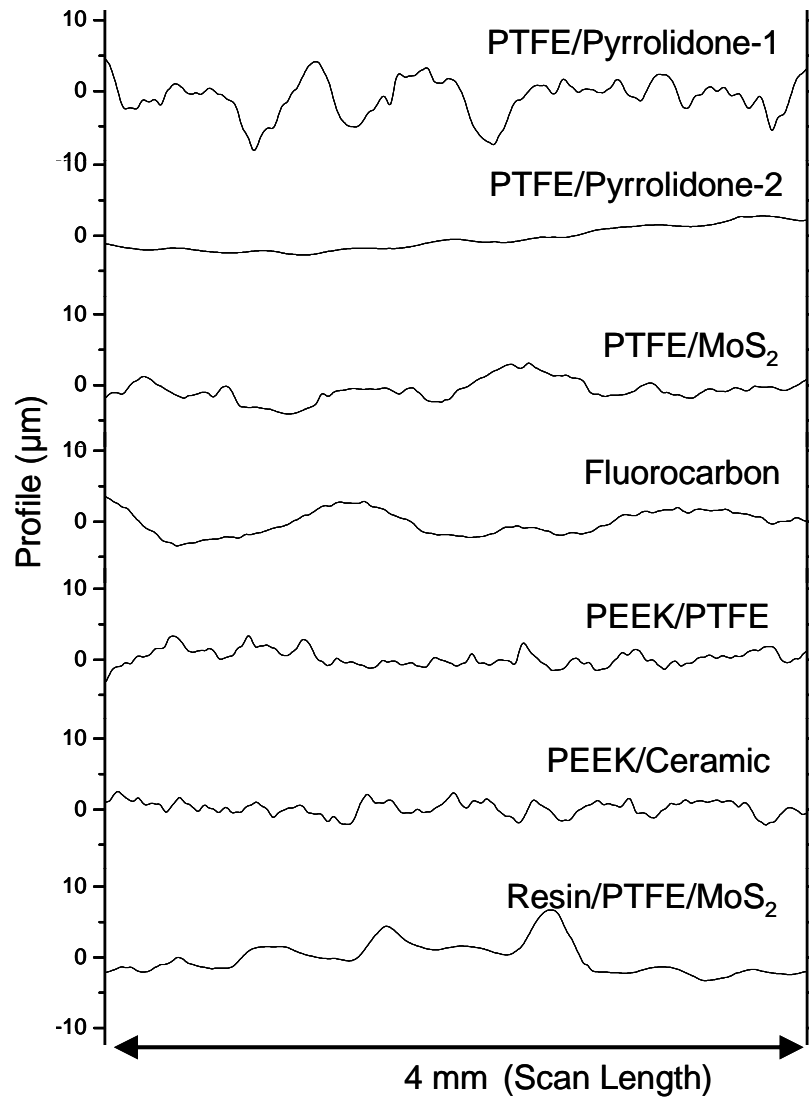 10
PTFE/Pyrrolidone-1
0
-10
PTFE/Pyrrolidone-2
0
10
PTFE/MoS₂
0
10
Fluorocarbon
0
10
PEEK/PTFE
0
10
PEEK/Ceramic
0
10
Resin/PTFE/MoS₂
0
-10
Profile (μm)
4 mm (Scan Length)